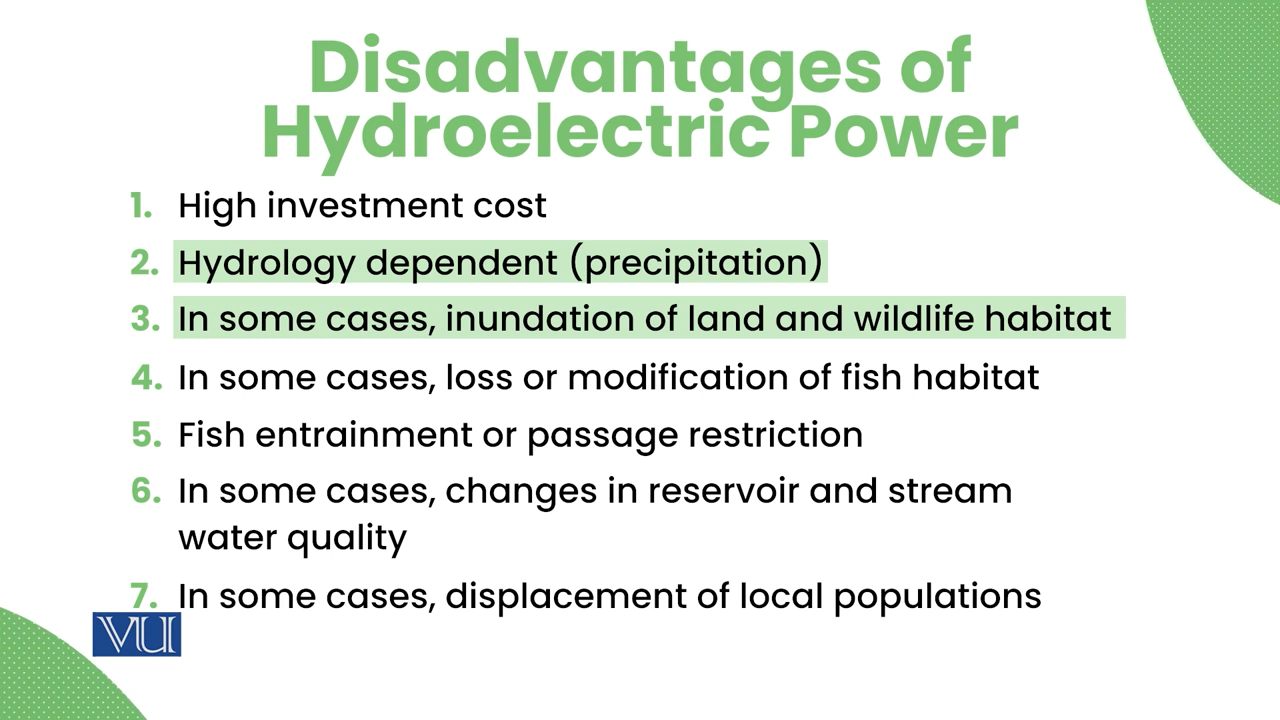 Disadvantages of
Hydroelectric Power
1. High investment cost
2. Hydrology dependent (precipitation)
3. In some cases, inundation of land and wildlife habitat
4. In some cases, loss or modification of fish habitat
5. Fish entrainment or passage restriction
6. In some cases, changes in reservoir and stream
water quality
7. In some cases, displacement of local populations
VU